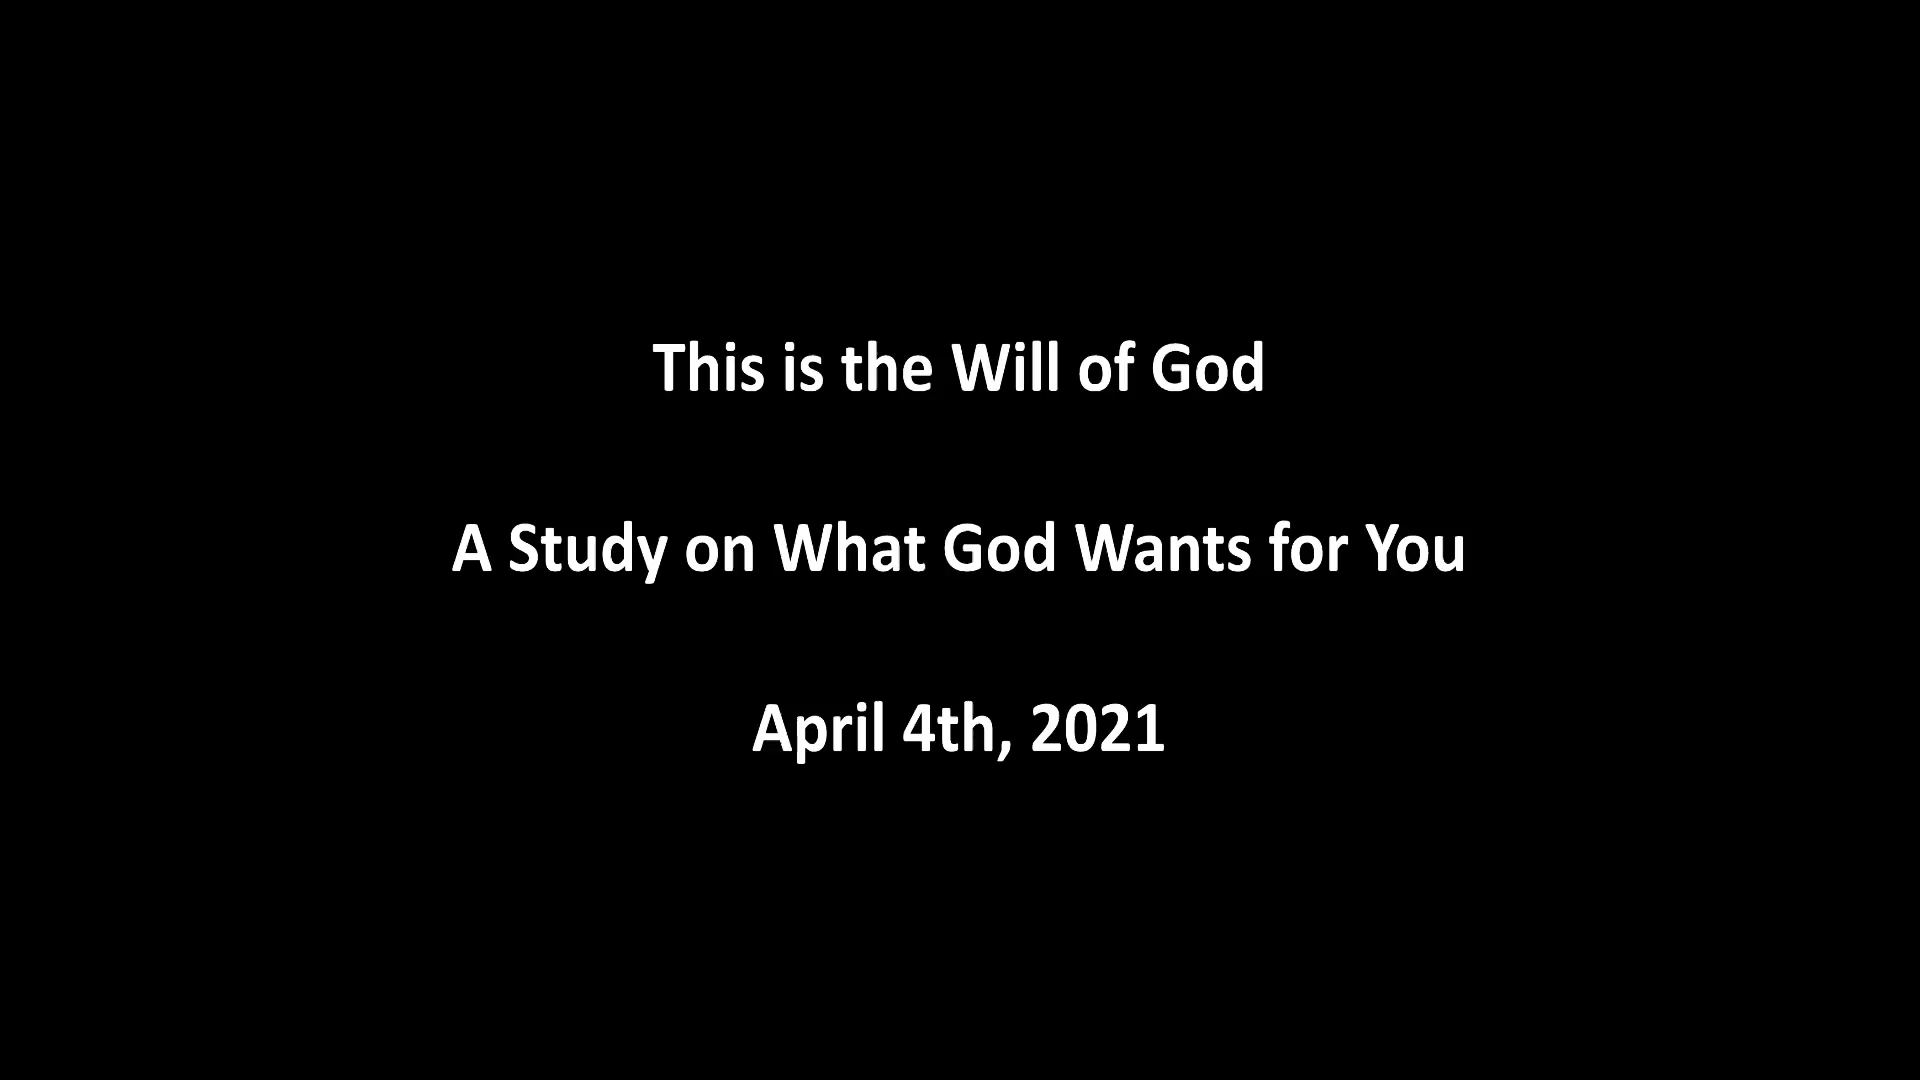 This is the Will of God
A Study on What God Wants for You
April 4th, 2021